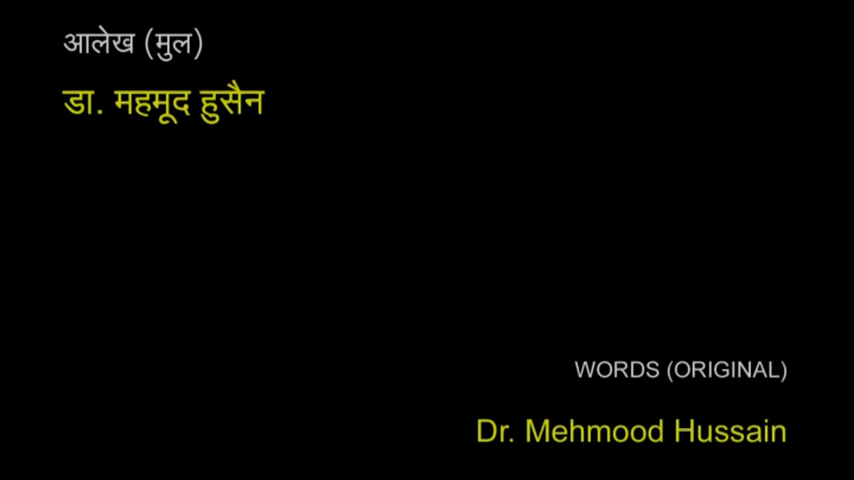 आलेख (मुल)
डा. महमूद हुसैन
WORDS (ORIGINAL)
Dr. Mehmood Hussain